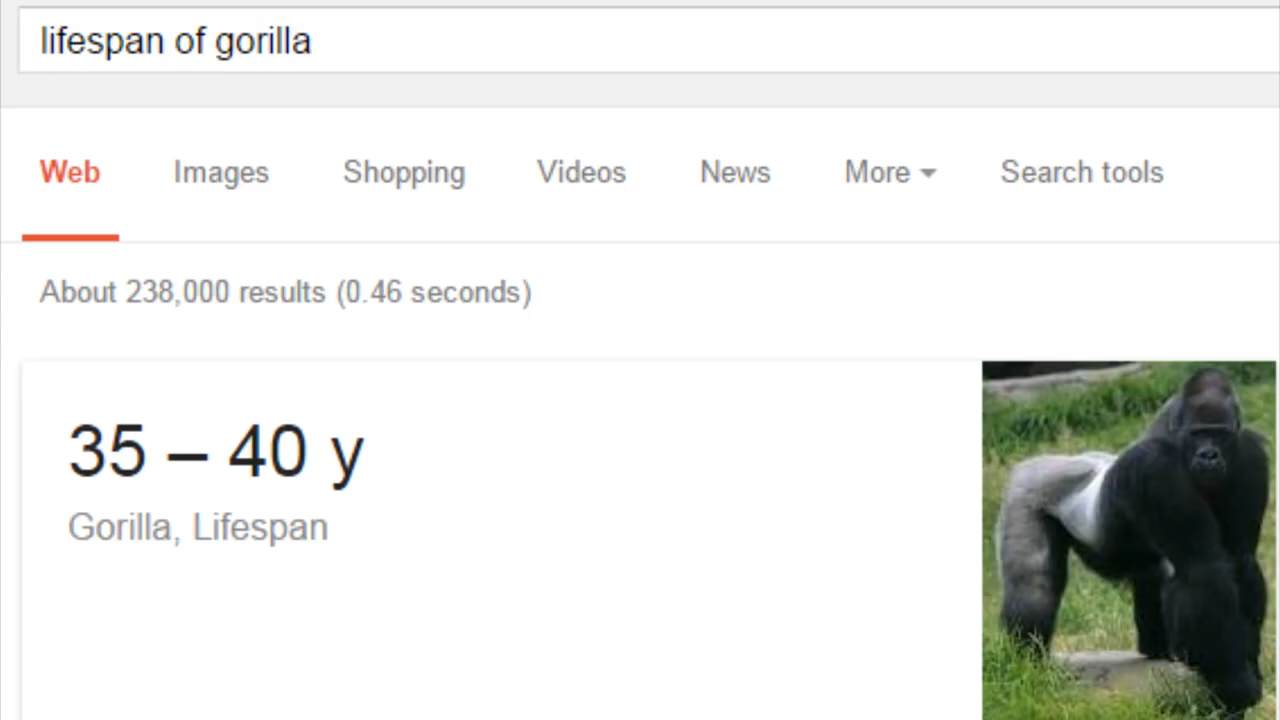 lifespan of gorilla
Web Images Shopping Videos News More Search tools
About 238,000 results (0.46 seconds)
35 – 40 y
Gorilla, Lifespan